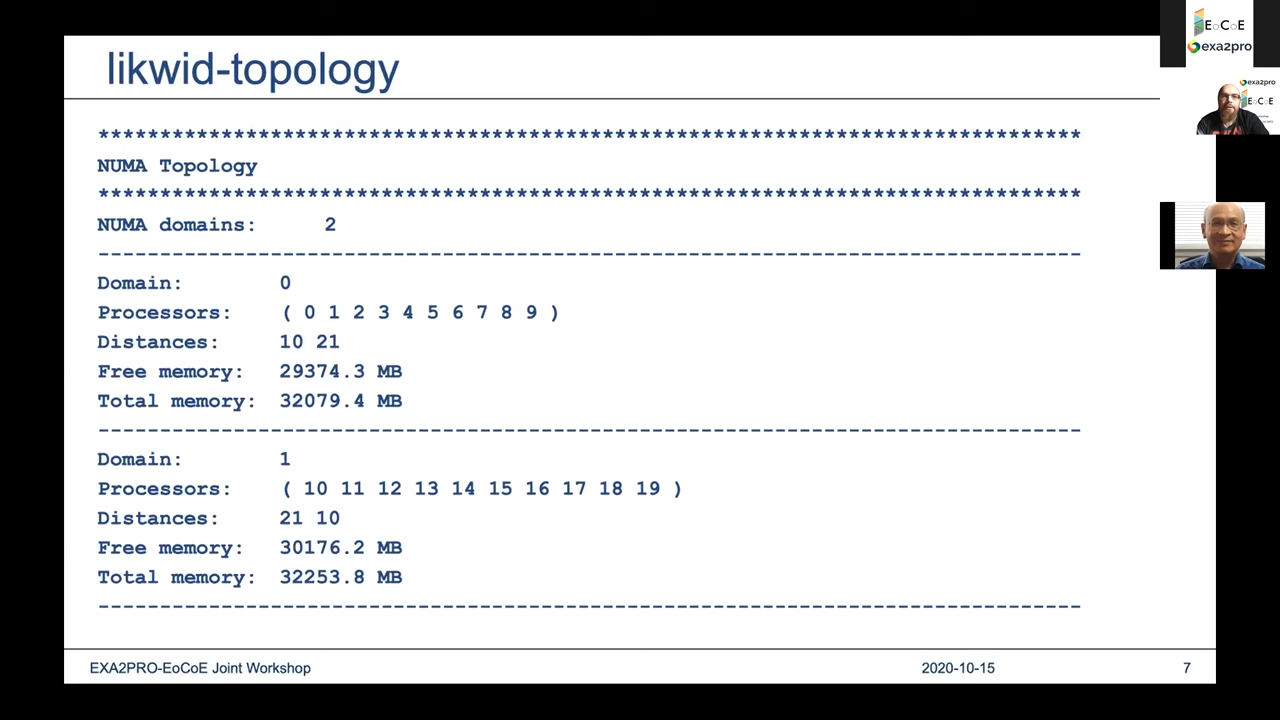 likwid-topology
********************************************************************************
NUMA Topology
********************************************************************************
NUMA domains: 2
--------------------------------------------------------------------------------
Domain: 0
Processors: ( 0 1 2 3 4 5 6 7 8 9 )
Distances: 10 21
Free memory: 29374.3 MB
Total memory: 32079.4 MB
--------------------------------------------------------------------------------
Domain: 1
Processors: ( 10 11 12 13 14 15 16 17 18 19 )
Distances: 21 10
Free memory: 30176.2 MB
Total memory: 32253.8 MB
--------------------------------------------------------------------------------
EXA2PRO-EoCoE Joint Workshop 2020-10-15 7
EoCoE
exa2pro
exa2pro
EoCoE